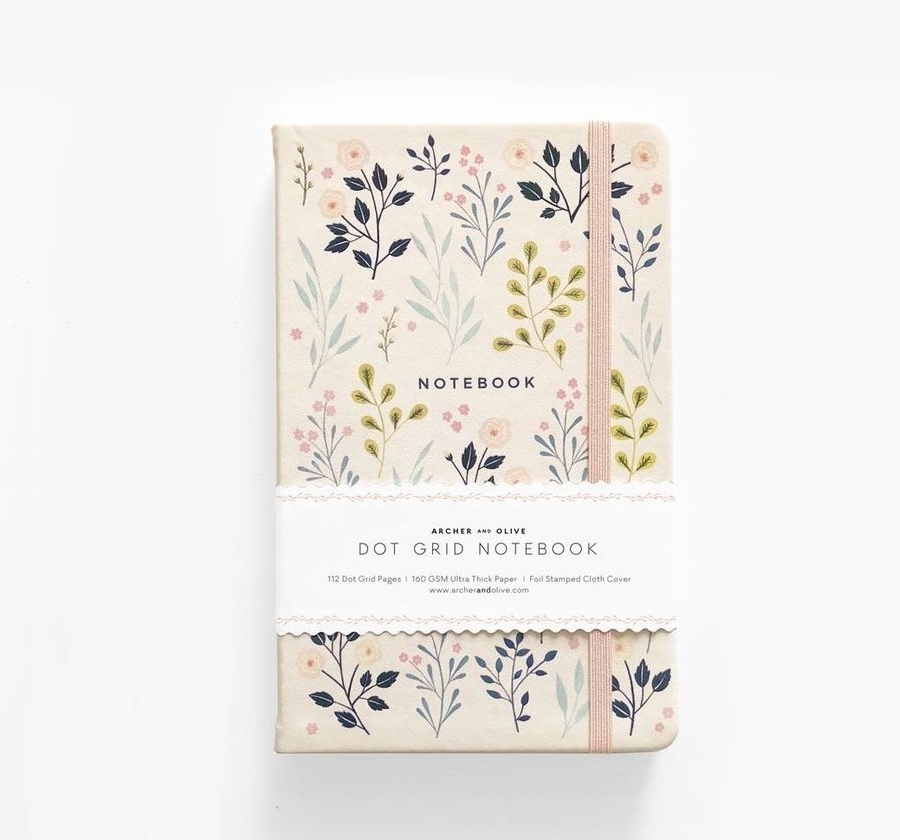 NOTEBOOK
ARCHER AND OLIVE
DOT GRID NOTEBOOK
112 Dot Grid Pages | 160 GSM Ultra Thick Paper | Foil Stamped Cloth Cover
www.archerandolive.com